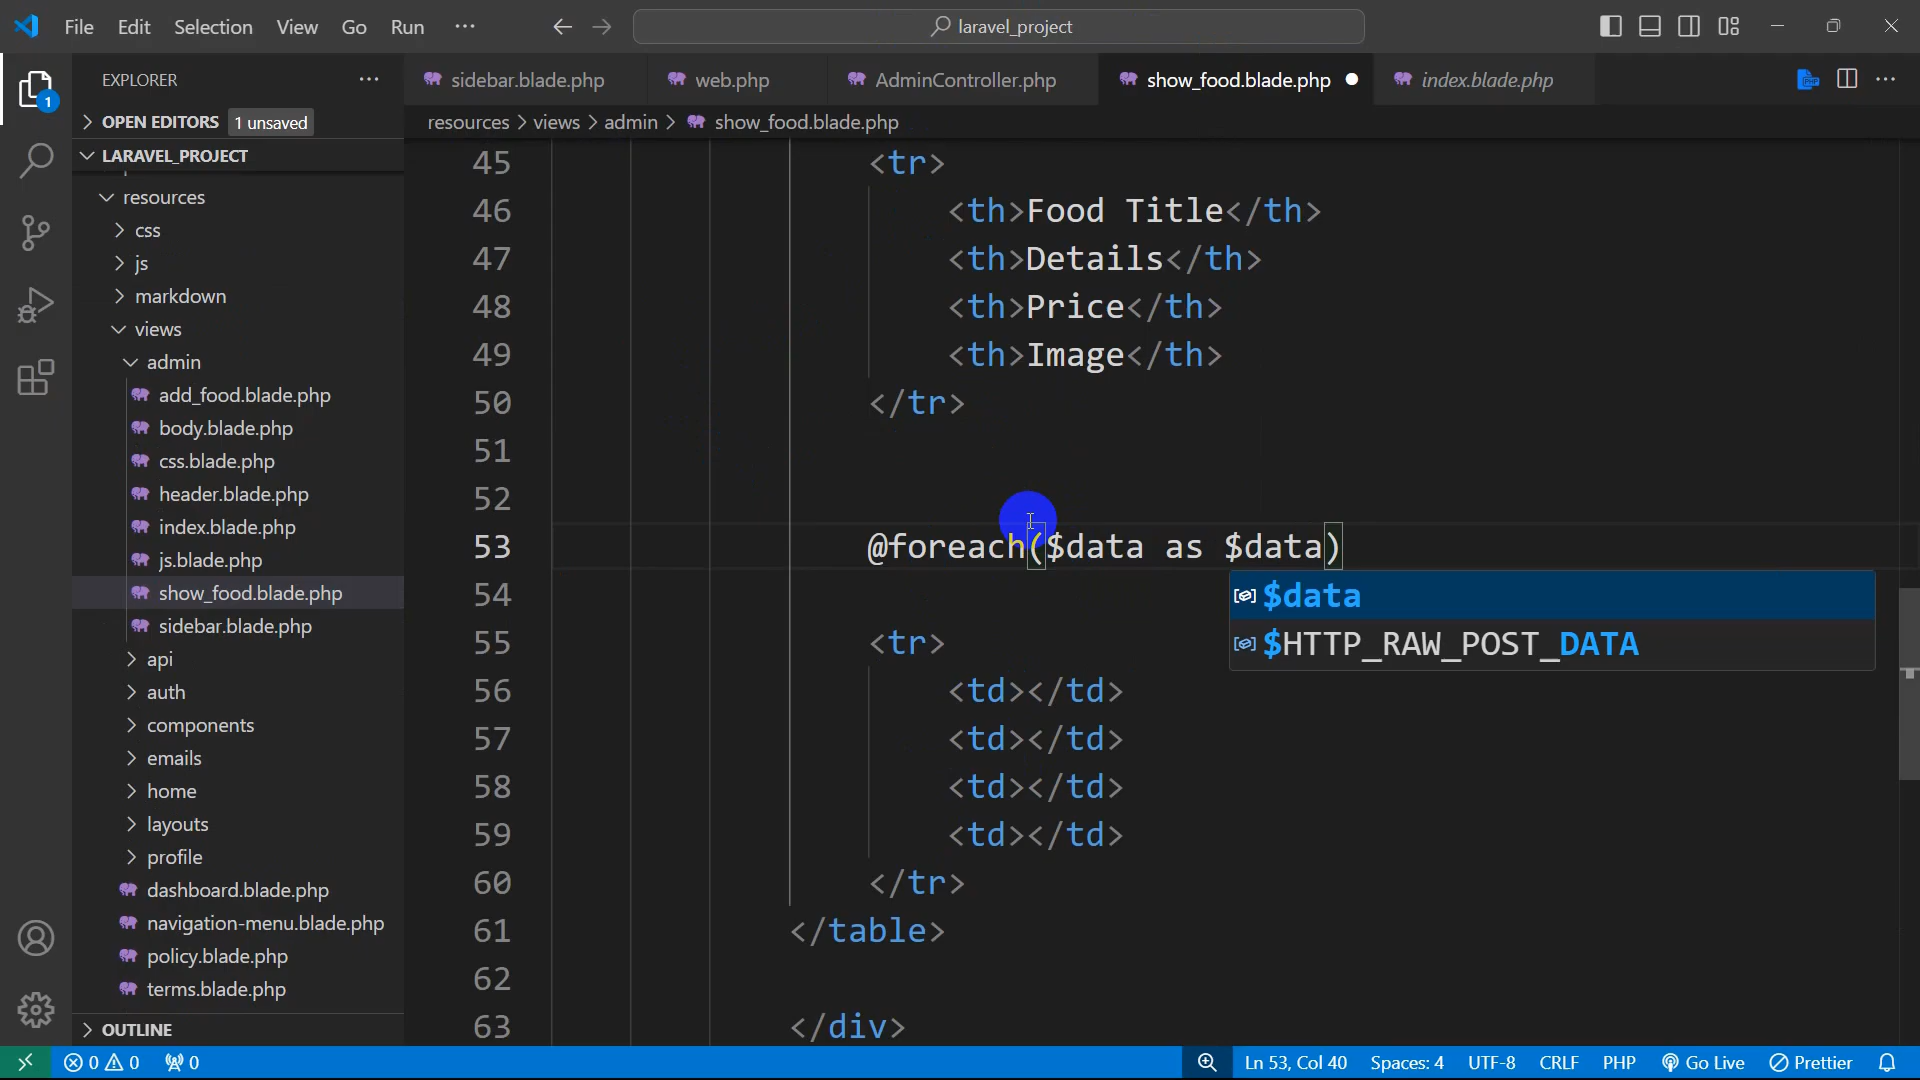 File Edit Selection View Go Run ··· laravel_project
EXPLORER ···
sidebar.blade.php web.php AdminController.php show_food.blade.php index.blade.php ···
OPEN EDITORS 1 unsaved
resources > views > admin > show_food.blade.php
LARAVEL_PROJECT
resources
css
js
markdown
views
admin
add_food.blade.php
body.blade.php
css.blade.php
header.blade.php
index.blade.php
js.blade.php
show_food.blade.php
sidebar.blade.php
api
auth
components
emails
home
layouts
profile
dashboard.blade.php
navigation-menu.blade.php
policy.blade.php
terms.blade.php
OUTLINE
1
45 <tr>
46 <th>Food Title</th>
47 <th>Details</th>
48 <th>Price</th>
49 <th>Image</th>
50 </tr>
51
52
53 @foreach($data as $data)
54
55 <tr>
56 <td></td>
57 <td></td>
58 <td></td>
59 <td></td>
60 </tr>
61 </table>
62
63 </div>
$data
$HTTP_RAW_POST_DATA
0 0 0 Ln 53, Col 40 Spaces: 4 UTF-8 CRLF PHP Go Live Prettier